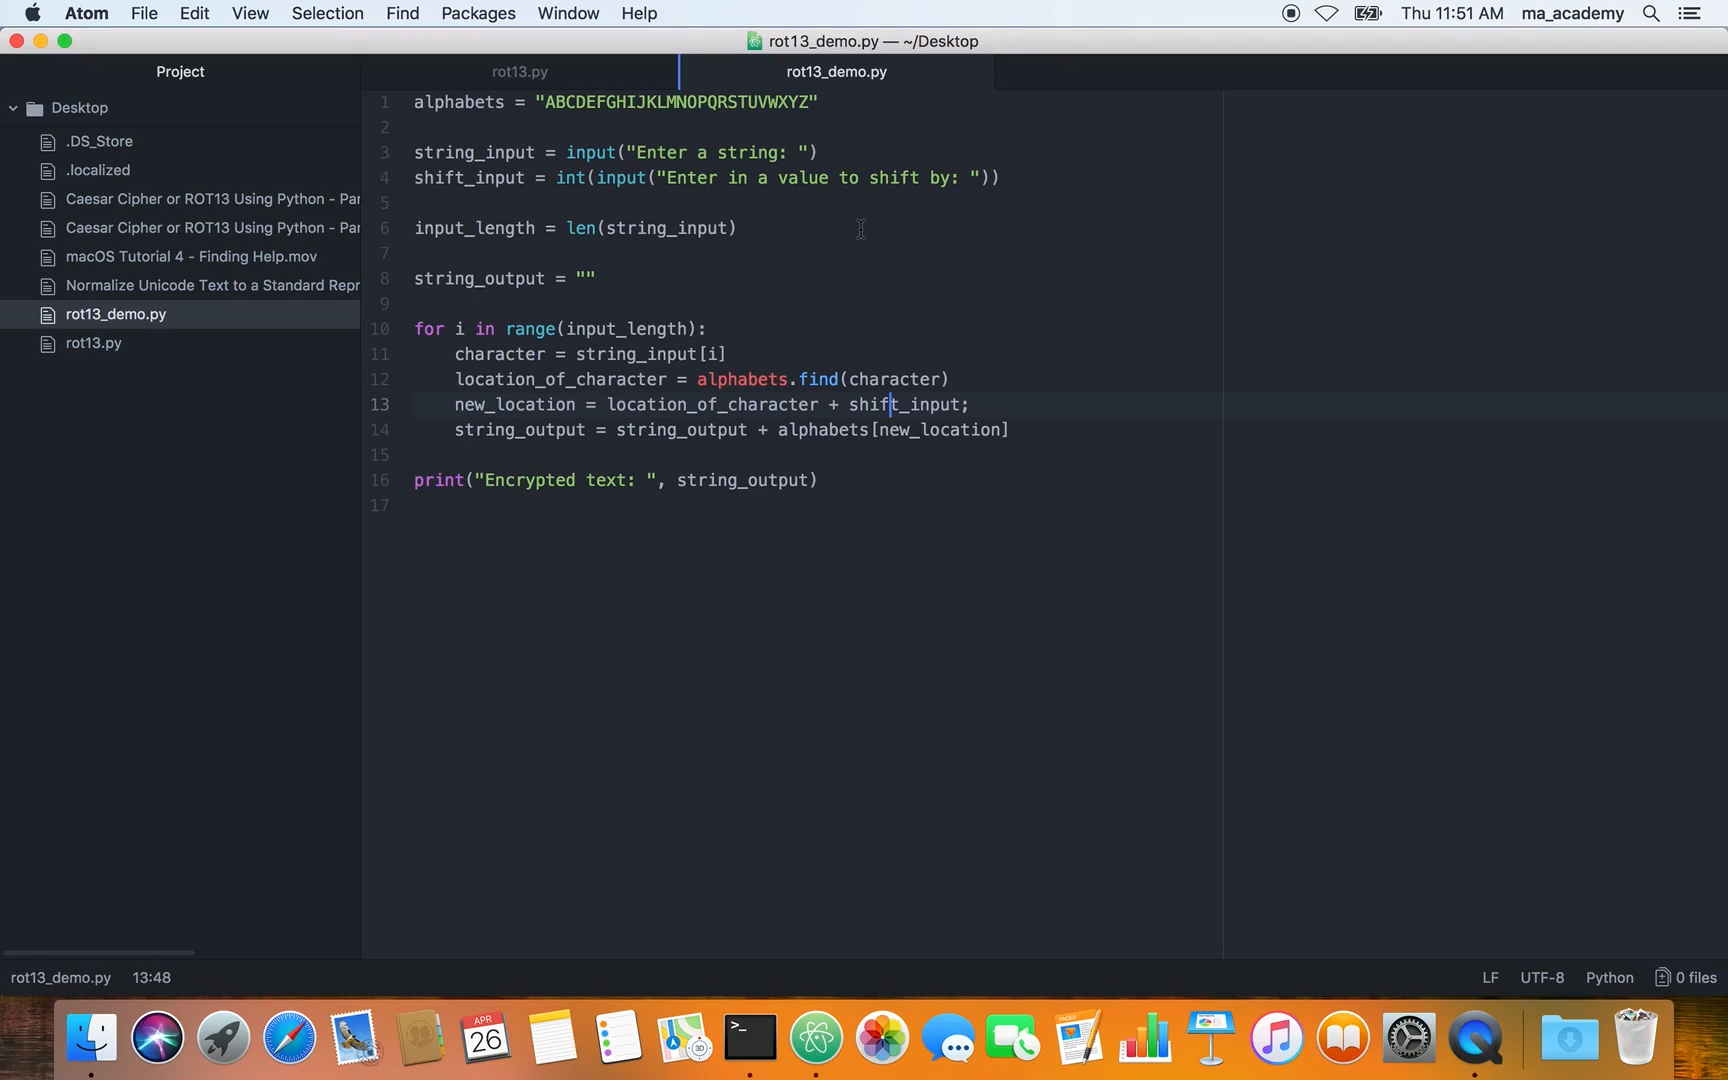 Atom File Edit View Selection Find Packages Window Help Thu 11:51 AM ma_academy
rot13_demo.py — ~/Desktop
Project rot13.py rot13_demo.py
Desktop
.DS_Store
.localized
Caesar Cipher or ROT13 Using Python - Par
Caesar Cipher or ROT13 Using Python - Par
macOS Tutorial 4 - Finding Help.mov
Normalize Unicode Text to a Standard Repr
rot13_demo.py
rot13.py
1 alphabets = "ABCDEFGHIJKLMNOPQRSTUVWXYZ"
2
3 string_input = input("Enter a string: ")
4 shift_input = int(input("Enter in a value to shift by: "))
5
6 input_length = len(string_input)
7
8 string_output = ""
9
10 for i in range(input_length):
11 character = string_input[i]
12 location_of_character = alphabets.find(character)
13 new_location = location_of_character + shift_input;
14 string_output = string_output + alphabets[new_location]
15
16 print("Encrypted text: ", string_output)
17
rot13_demo.py 13:48 LF UTF-8 Python 0 files
APR
26